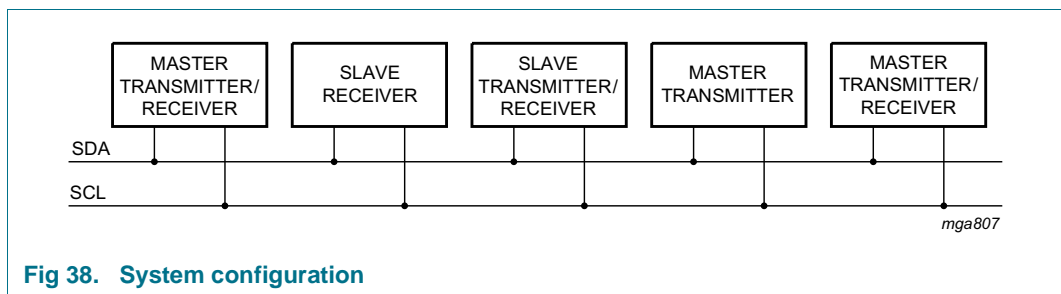 MASTER
TRANSMITTER/
RECEIVER
SLAVE
RECEIVER
SLAVE
TRANSMITTER/
RECEIVER
MASTER
TRANSMITTER
MASTER
TRANSMITTER/
RECEIVER
SDA
SCL
mga807
Fig 38. System configuration